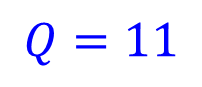 Q = 11